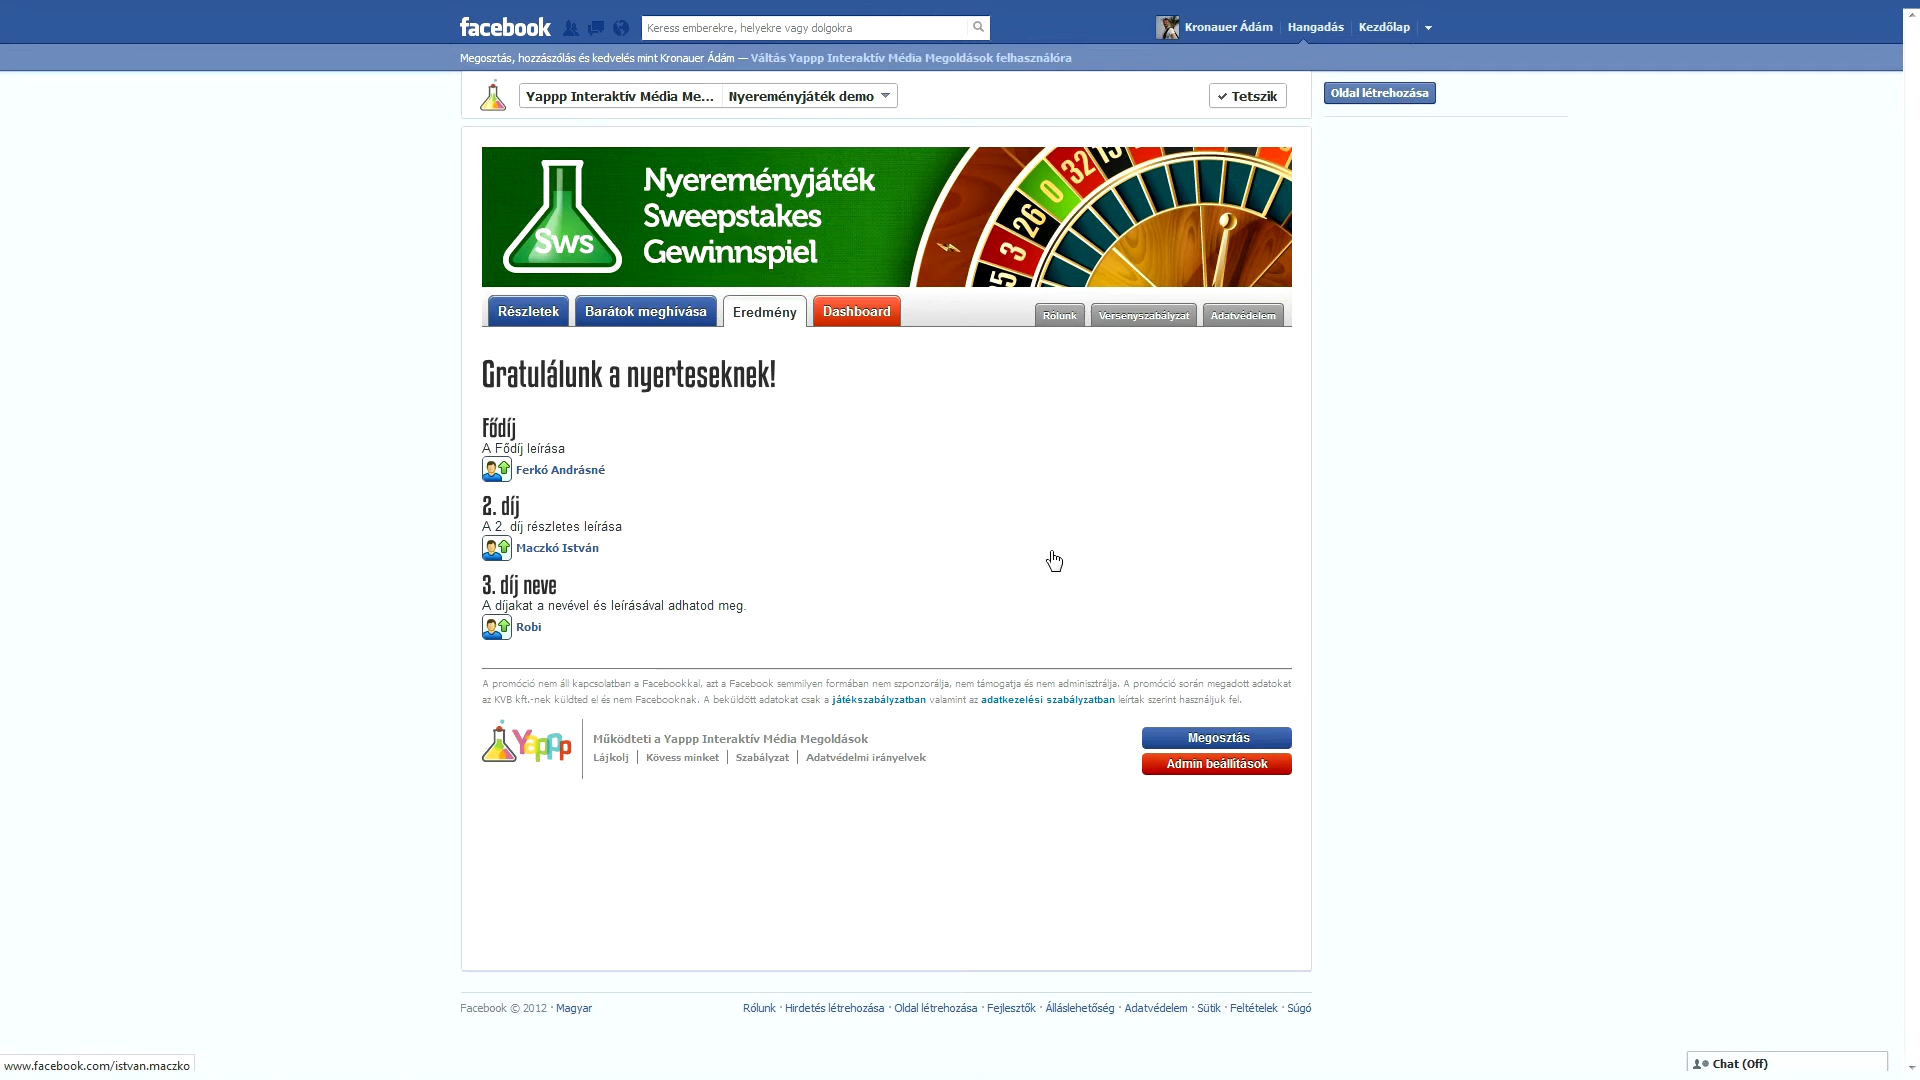 facebook
Keress emberekre, helyekre vagy dolgokra
Kronauer Ádám
Hangadás
Kezdőlap
Megosztás, hozzászólás és kedvelés mint Kronauer Ádám — Váltás Yappp Interaktív Média Megoldások felhasználóra
Yappp Interaktív Média Me... Nyereményjáték demo
Tetszik
Oldal létrehozása
Sws
Nyereményjáték
Sweepstakes
Gewinnspiel
3 26 0 32
Részletek
Barátok meghívása
Eredmény
Dashboard
Rólunk
Versenyszabályzat
Adatvédelem
Gratulálunk a nyerteseknek!
Fődíj
A Fődíj leírása
Ferkó Andrásné
2. díj
A 2. díj részletes leírása
Maczkó István
3. díj neve
A díjakat a nevével és leírásával adhatod meg.
Robi
A promóció nem áll kapcsolatban a Facebookkal, azt a Facebook semmilyen formában nem szponzorálja, nem támogatja és nem adminisztrálja. A promóció során megadott adatokat
az KVB kft.-nek küldted el és nem Facebooknak. A beküldött adatokat csak a játékszabályzatban valamint az adatkezelési szabályzatban leírtak szerint használjuk fel.
Yappp
Működteti a Yappp Interaktív Média Megoldások
Lájkolj | Kövess minket | Szabályzat | Adatvédelmi irányelvek
Megosztás
Admin beállítások
Facebook © 2012 · Magyar
Rólunk · Hirdetés létrehozása · Oldal létrehozása · Fejlesztők · Álláslehetőség · Adatvédelem · Sütik · Feltételek · Súgó
www.facebook.com/istvan.maczko
Chat (Off)